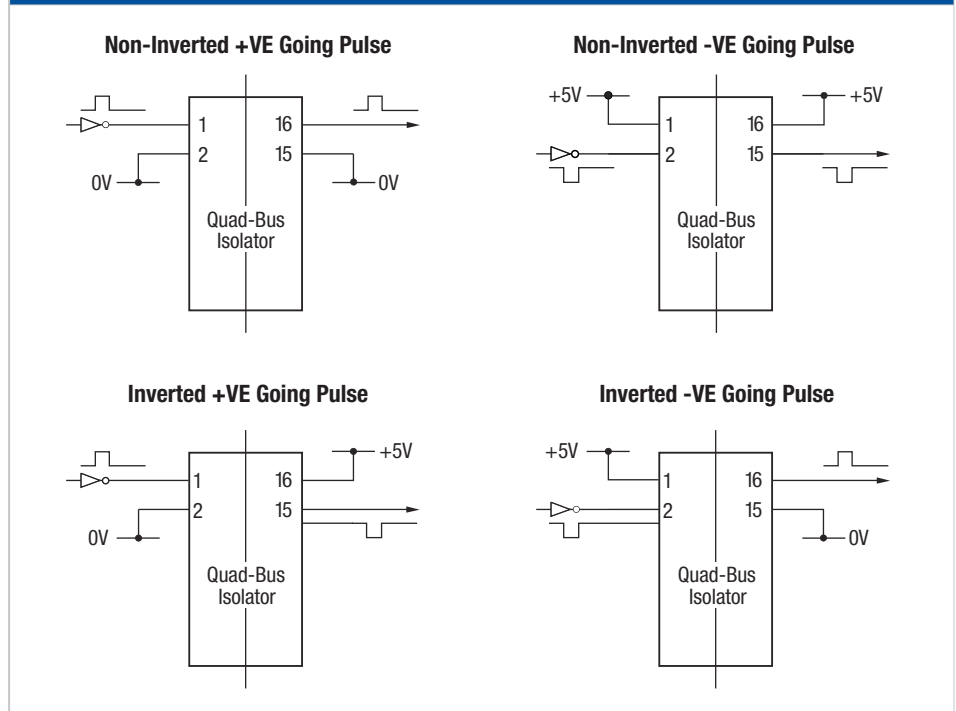 Non-Inverted +VE Going Pulse
1
16
2
15
0V
0V
Quad-Bus
Isolator
Non-Inverted -VE Going Pulse
+5V
+5V
1
16
2
15
Quad-Bus
Isolator
Inverted +VE Going Pulse
+5V
1
16
2
15
0V
Quad-Bus
Isolator
Inverted -VE Going Pulse
+5V
1
16
2
15
0V
Quad-Bus
Isolator